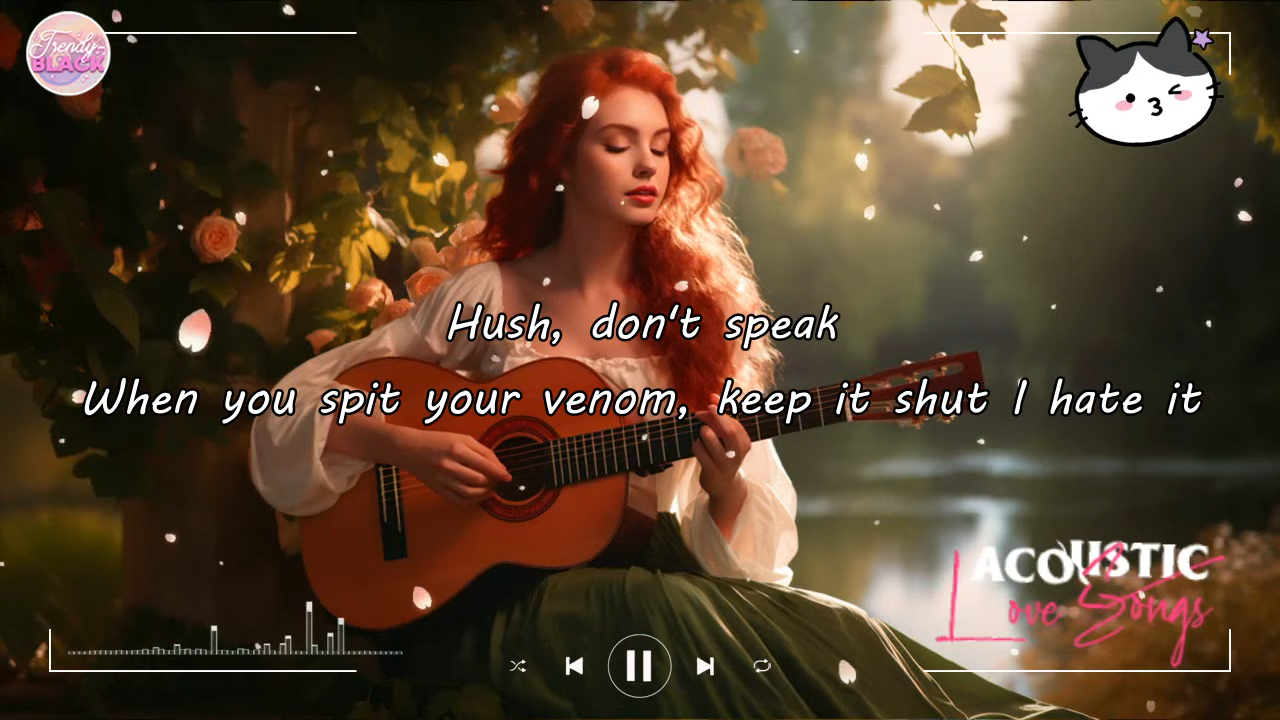 Trendy
BLACK
Hush, don't speak
When you spit your venom, keep it shut I hate it
ACOUSTIC
Love Songs